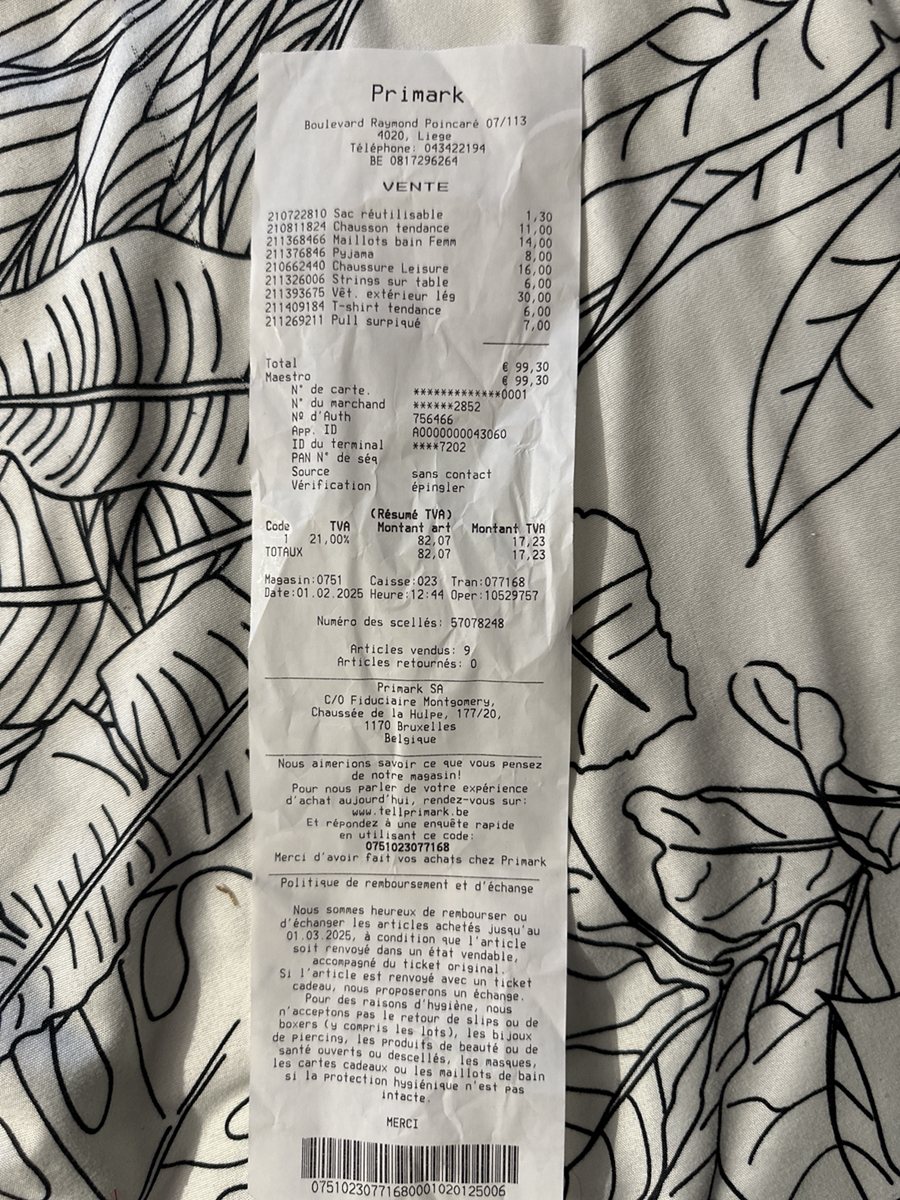 Primark
Boulevard Raymond Poincaré 07/113
4020, Liege
Téléphone: 043422194
BE 0817296264
VENTE
210722810 Sac réutilisable 1,30
210811824 Chausson tendance 11,00
211368466 Maillots bain Femm 14,00
211376846 Pyjama 8,00
210662440 Chaussure Leisure 16,00
211326006 Strings sur table 6,00
211393675 Vêt. extérieur lég 30,00
211409184 T-shirt tendance 6,00
211269211 Pull surpiqué 7,00
Total € 99,30
Maestro € 99,30
N° de carte. *************0001
N° du marchand ******2852
Nº d'Auth 756466
App. ID A0000000043060
ID du terminal ****7202
PAN N° de séq
Source sans contact
Vérification épingler
(Résumé TVA)
Code TVA Montant art Montant TVA
1 21,00% 82,07 17,23
TOTAUX 82,07 17,23
Magasin:0751 Caisse:023 Tran:077168
Date:01.02.2025 Heure:12:44 Oper:10529757
Numéro des scellés: 57078248
Articles vendus: 9
Articles retournés: 0
Primark SA
C/O Fiduciaire Montgomery,
Chaussée de la Hulpe, 177/20,
1170 Bruxelles
Belgique
Nous aimerions savoir ce que vous pensez
de notre magasin!
Pour nous parler de votre expérience
d'achat aujourd'hui, rendez-vous sur:
www.tellprimark.be
Et répondez à une enquête rapide
en utilisant ce code:
0751023077168
Merci d'avoir fait vos achats chez Primark
Politique de remboursement et d'échange
Nous sommes heureux de rembourser ou
d'échanger les articles achetés jusqu'au
01.03.2025, à condition que l'article
soit renvoyé dans un état vendable,
accompagné du ticket original.
Si l'article est renvoyé avec un ticket
cadeau, nous proposerons un échange.
Pour des raisons d'hygiène, nous
n'acceptons pas le retour de slips ou de
boxers (y compris les lots), les bijoux
de piercing, les produits de beauté ou de
santé ouverts ou descellés, les masques,
les cartes cadeaux ou les maillots de bain
si la protection hygiénique n'est pas
intacte.
MERCI
07510230771680001020125006